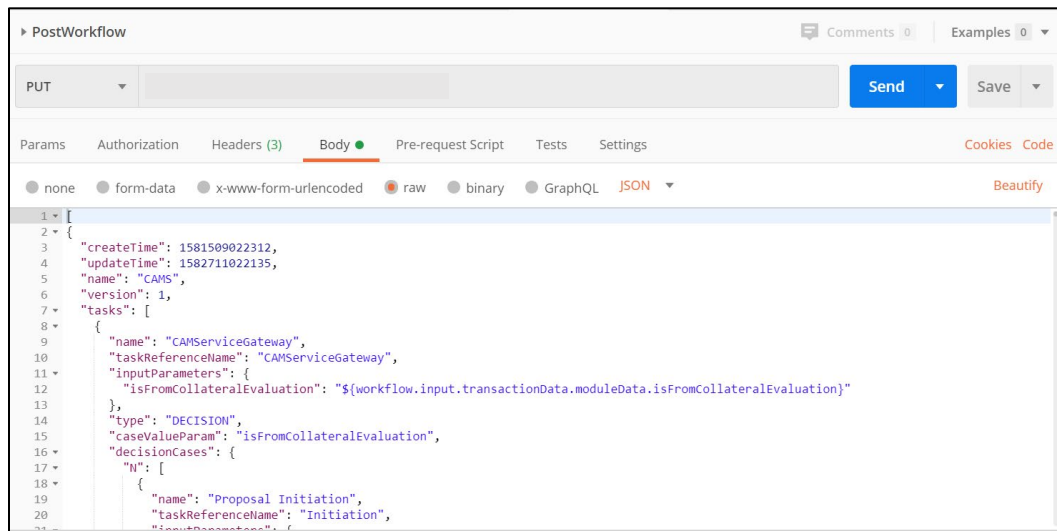 PostWorkflow Comments 0 Examples 0
PUT Send Save
Params Authorization Headers (3) Body Pre-request Script Tests Settings Cookies Code
none form-data x-www-form-urlencoded raw binary GraphQL JSON Beautify
1 [
2 {
3 "createTime": 1581509022312,
4 "updateTime": 1582711022135,
5 "name": "CAMS",
6 "version": 1,
7 "tasks": [
8 {
9 "name": "CAMServiceGateway",
10 "taskReferenceName": "CAMServiceGateway",
11 "inputParameters": {
12 "isFromCollateralEvaluation": "${workflow.input.transactionData.moduleData.isFromCollateralEvaluation}"
13 },
14 "type": "DECISION",
15 "caseValueParam": "isFromCollateralEvaluation",
16 "decisionCases": {
17 "N": [
18 {
19 "name": "Proposal Initiation",
20 "taskReferenceName": "Initiation",
21 "inputParameters": {